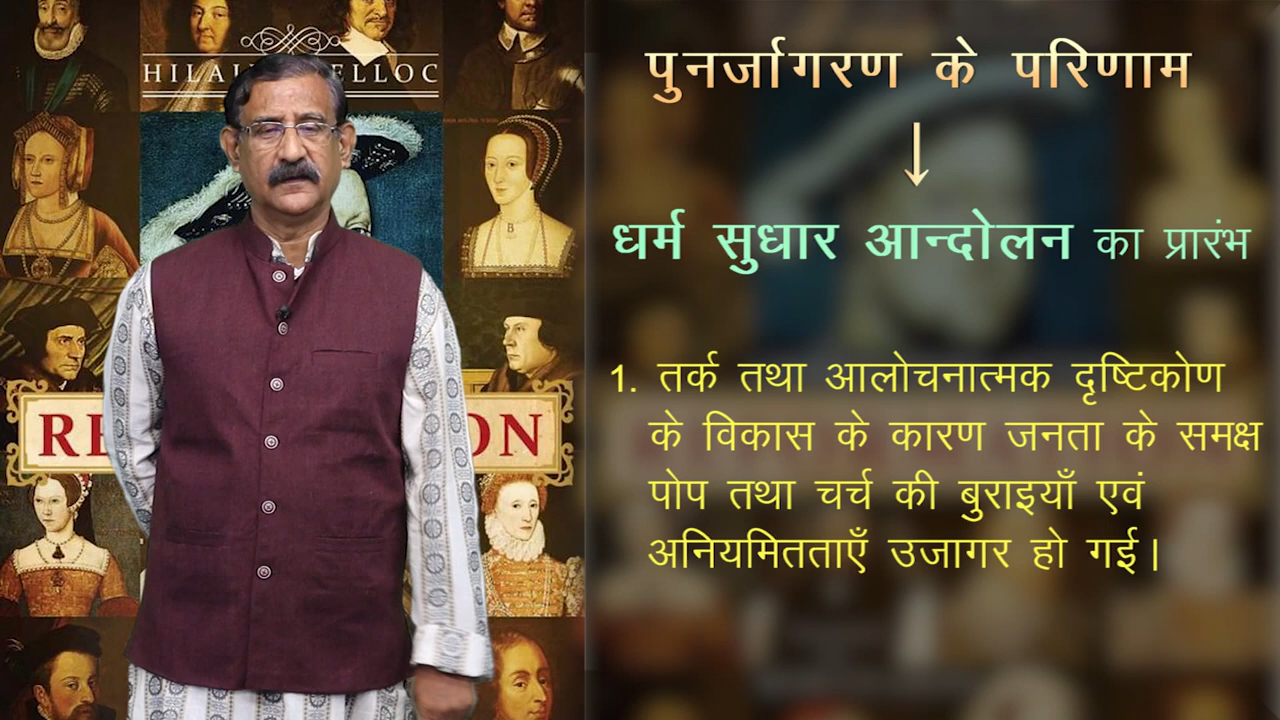 HILAI ELLOC
RE ON
B
पुनर्जागरण के परिणाम
↓
धर्म सुधार आन्दोलन का प्रारंभ
1. तर्क तथा आलोचनात्मक दृष्टिकोण
के विकास के कारण जनता के समक्ष
पोप तथा चर्च की बुराइयाँ एवं
अनियमितताएँ उजागर हो गई।